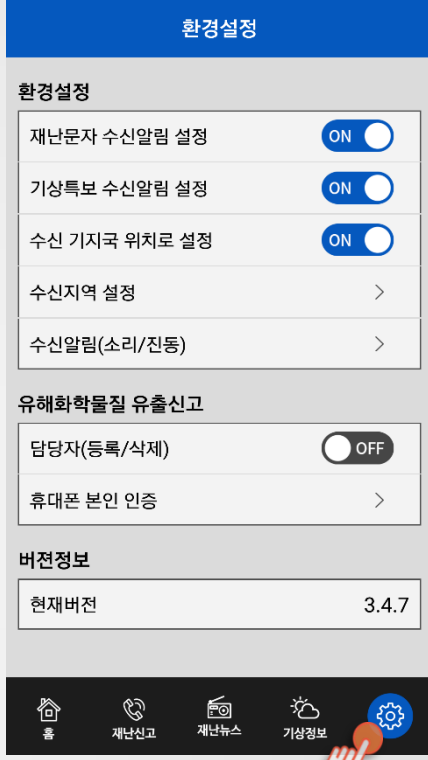 환경설정
환경설정
재난문자 수신알림 설정
ON
기상특보 수신알림 설정
ON
수신 기지국 위치로 설정
ON
수신지역 설정
수신알림(소리/진동)
유해화학물질 유출신고
담당자(등록/삭제)
OFF
휴대폰 본인 인증
버젼정보
현재버전
3.4.7
홈
재난신고
재난뉴스
기상정보